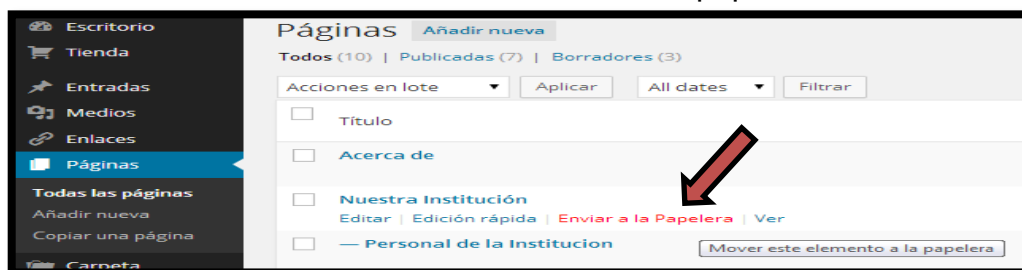 Escritorio
Tienda
Entradas
Medios
Enlaces
Páginas
Todas las páginas
Añadir nueva
Copiar una página
Carpeta
Páginas Añadir nueva
Todos (10) | Publicadas (7) | Borradores (3)
Acciones en lote Aplicar All dates Filtrar
Título
Acerca de
Nuestra Institución
Editar | Edición rápida | Enviar a la Papelera | Ver
— Personal de la Institucion
Mover este elemento a la papelera